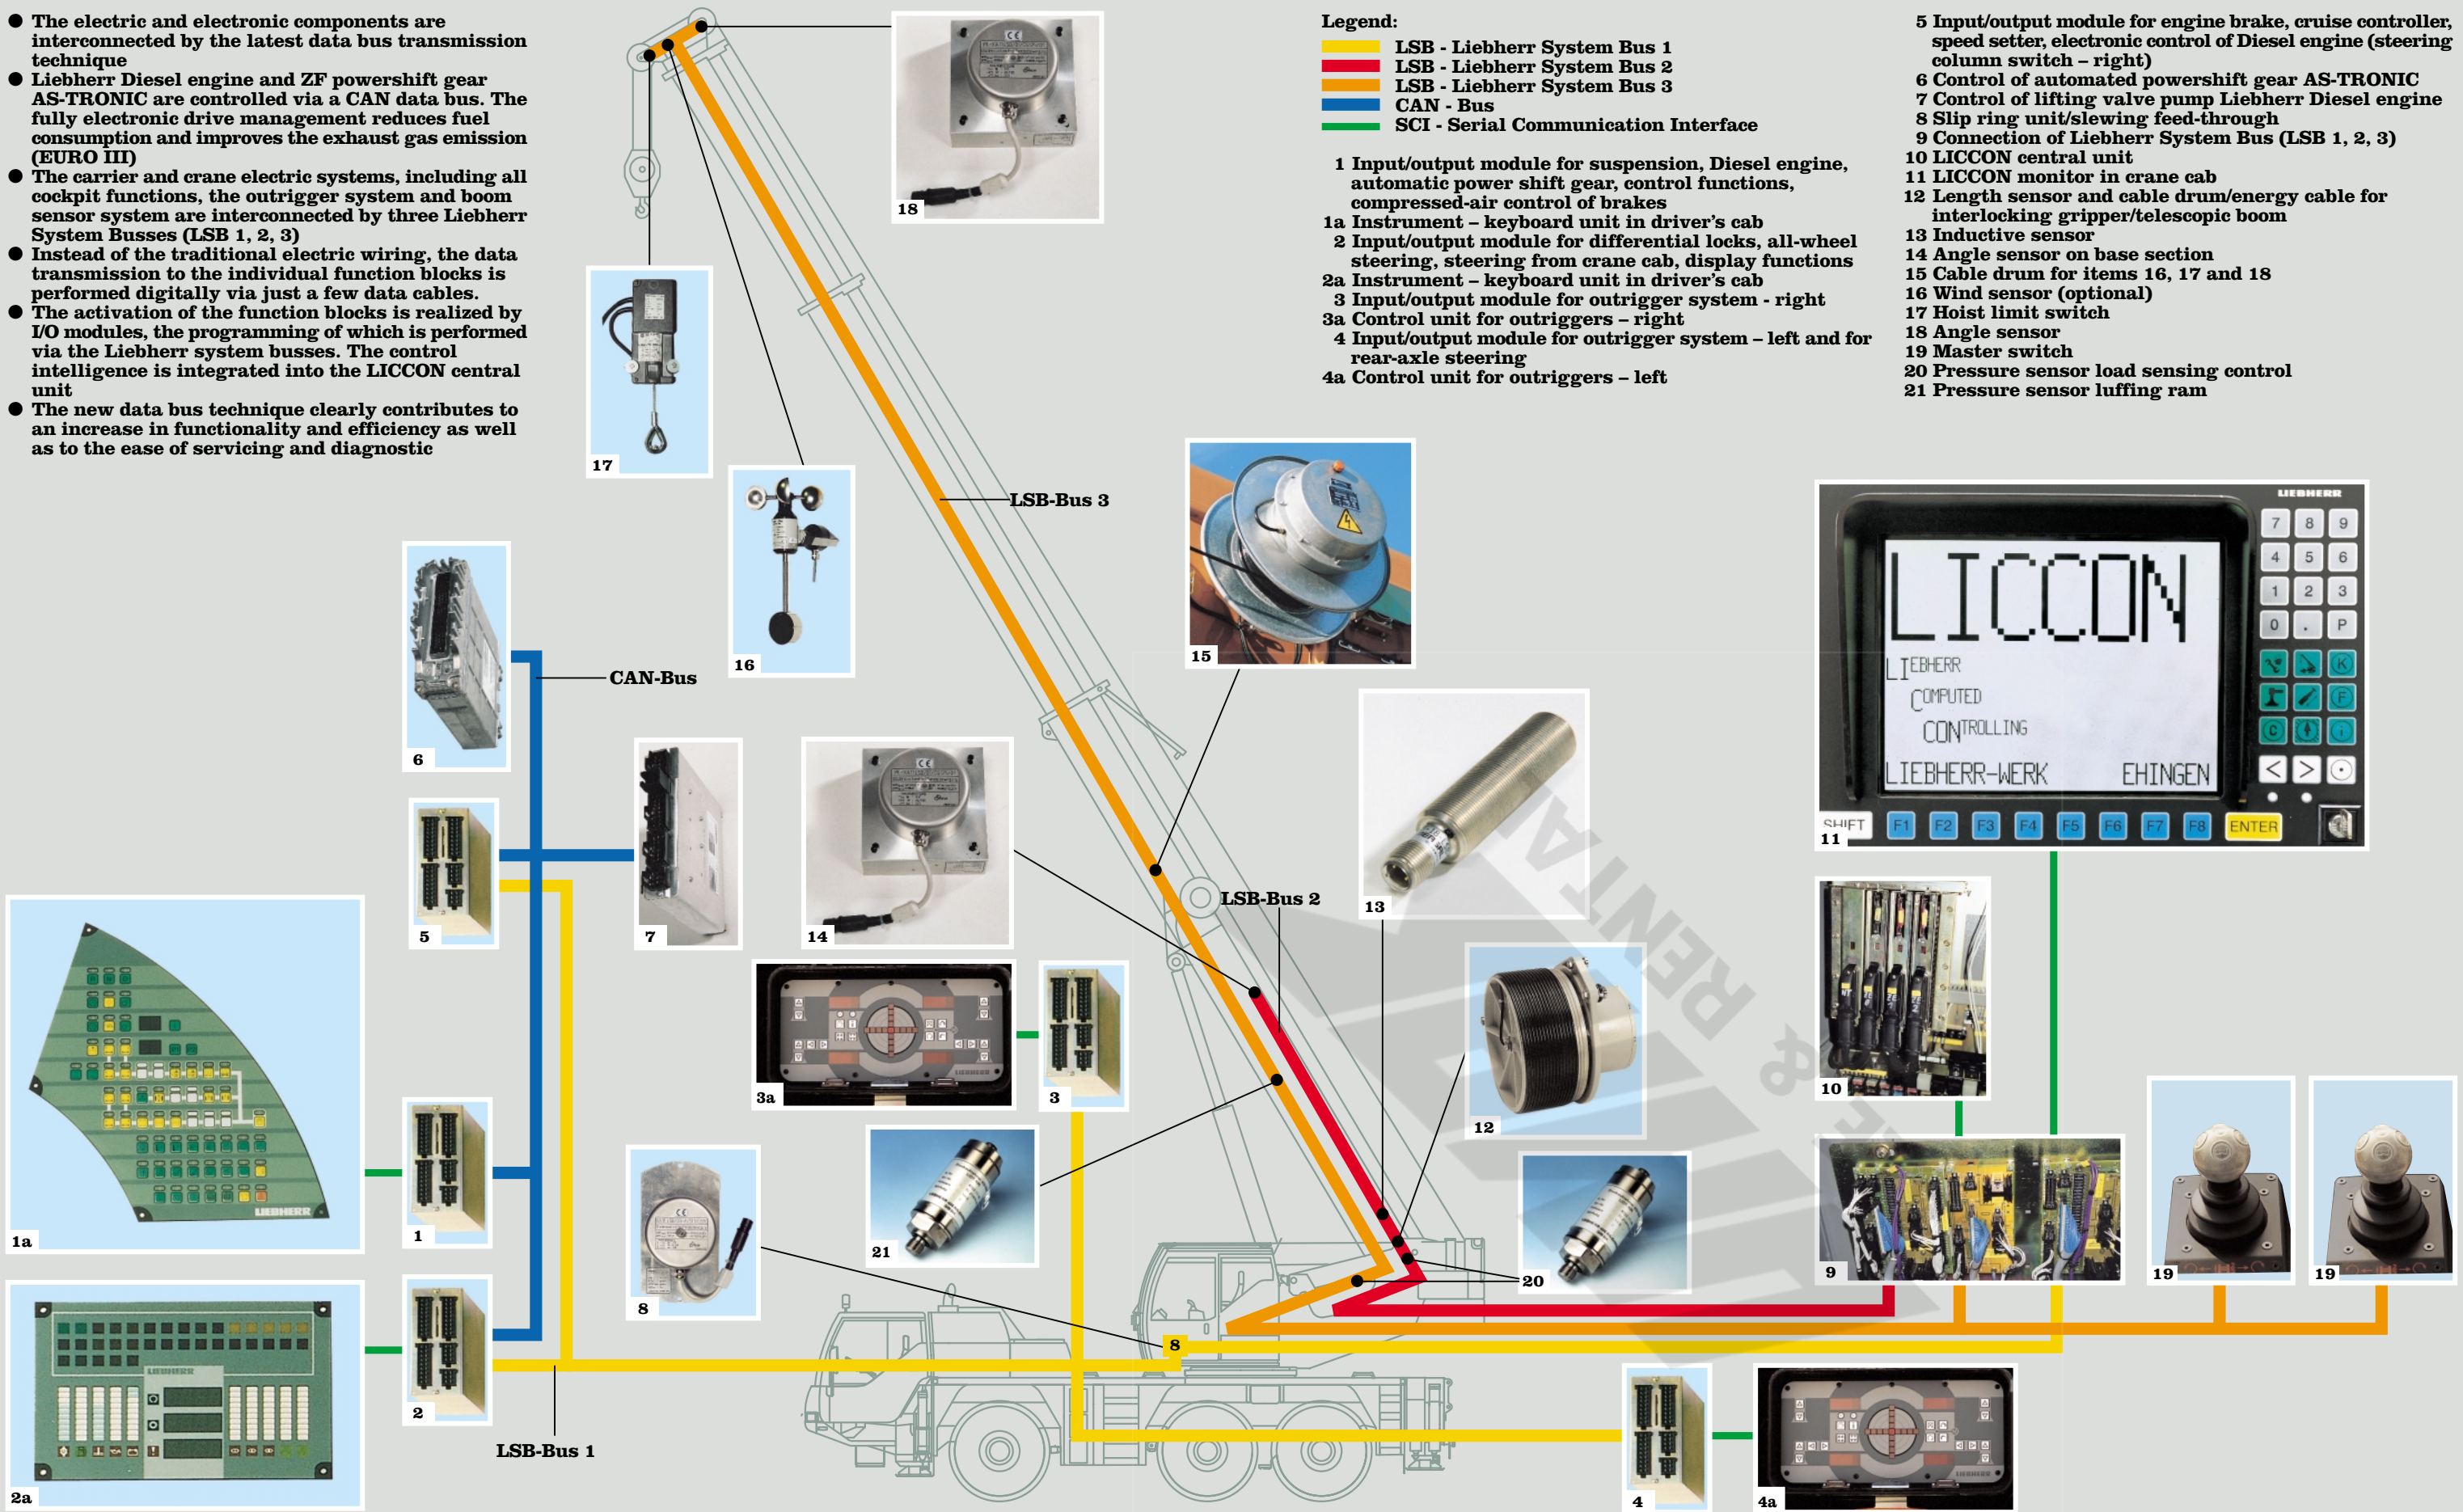 ● The electric and electronic components are
interconnected by the latest data bus transmission
technique
● Liebherr Diesel engine and ZF powershift gear
AS-TRONIC are controlled via a CAN data bus. The
fully electronic drive management reduces fuel
consumption and improves the exhaust gas emission
(EURO III)
● The carrier and crane electric systems, including all
cockpit functions, the outrigger system and boom
sensor system are interconnected by three Liebherr
System Busses (LSB 1, 2, 3)
● Instead of the traditional electric wiring, the data
transmission to the individual function blocks is
performed digitally via just a few data cables.
● The activation of the function blocks is realized by
I/O modules, the programming of which is performed
via the Liebherr system busses. The control
intelligence is integrated into the LICCON central
unit
● The new data bus technique clearly contributes to
an increase in functionality and efficiency as well
as to the ease of servicing and diagnostic
Legend:
LSB - Liebherr System Bus 1
LSB - Liebherr System Bus 2
LSB - Liebherr System Bus 3
CAN - Bus
SCI - Serial Communication Interface
1 Input/output module for suspension, Diesel engine,
automatic power shift gear, control functions,
compressed-air control of brakes
1a Instrument – keyboard unit in driver's cab
2 Input/output module for differential locks, all-wheel
steering, steering from crane cab, display functions
2a Instrument – keyboard unit in driver's cab
3 Input/output module for outrigger system - right
3a Control unit for outriggers – right
4 Input/output module for outrigger system – left and for
rear-axle steering
4a Control unit for outriggers – left
5 Input/output module for engine brake, cruise controller,
speed setter, electronic control of Diesel engine (steering
column switch – right)
6 Control of automated powershift gear AS-TRONIC
7 Control of lifting valve pump Liebherr Diesel engine
8 Slip ring unit/slewing feed-through
9 Connection of Liebherr System Bus (LSB 1, 2, 3)
10 LICCON central unit
11 LICCON monitor in crane cab
12 Length sensor and cable drum/energy cable for
interlocking gripper/telescopic boom
13 Inductive sensor
14 Angle sensor on base section
15 Cable drum for items 16, 17 and 18
16 Wind sensor (optional)
17 Hoist limit switch
18 Angle sensor
19 Master switch
20 Pressure sensor load sensing control
21 Pressure sensor luffing ram
18
17
16
LSB-Bus 3
15
CAN-Bus
6
5
7
14
LSB-Bus 2
13
12
LIEBHERR
7 8 9
4 5 6
1 2 3
0 . P
K
F
C i
< >
LICCON
LIEBHERR
COMPUTED
CONTROLLING
LIEBHERR-WERK EHINGEN
SHIFT F1 F2 F3 F4 F5 F6 F7 F8 ENTER
11
10
9
19
19
LIEBHERR
1a
1
LIEBHERR
3a
3
21
8
20
8
LIEBHERR
2a
2
LSB-Bus 1
4
LIEBHERR
4a
& RENTAL